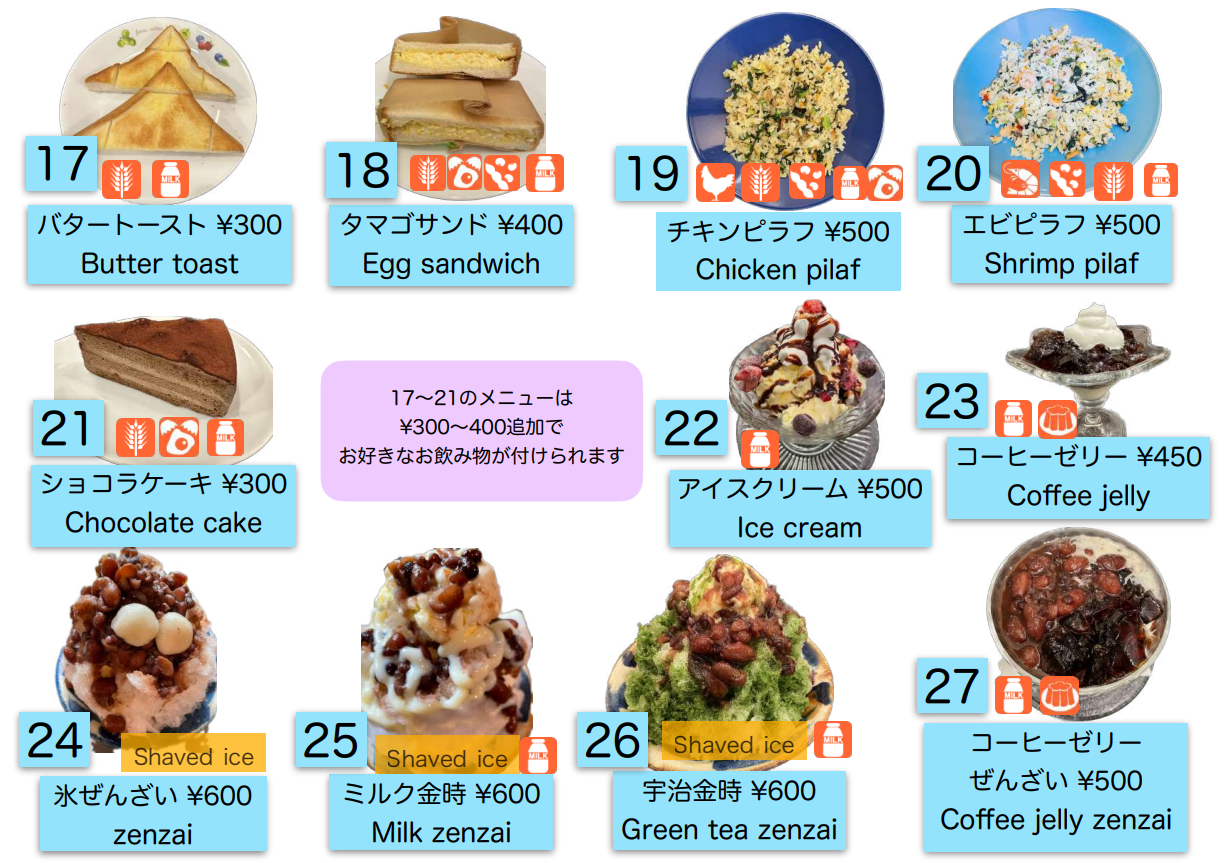 17
MILK
バタートースト ¥300
Butter toast
18
MILK
タマゴサンド ¥400
Egg sandwich
19
MILK
チキンピラフ ¥500
Chicken pilaf
20
MILK
エビピラフ ¥500
Shrimp pilaf
21
MILK
ショコラケーキ ¥300
Chocolate cake
17〜21のメニューは
¥300〜400追加で
お好きなお飲み物が付けられます
22
MILK
アイスクリーム ¥500
Ice cream
23
MILK
コーヒーゼリー ¥450
Coffee jelly
24
Shaved ice
氷ぜんざい ¥600
zenzai
25
Shaved ice
MILK
ミルク金時 ¥600
Milk zenzai
26
Shaved ice
MILK
宇治金時 ¥600
Green tea zenzai
27
MILK
コーヒーゼリー
ぜんざい ¥500
Coffee jelly zenzai